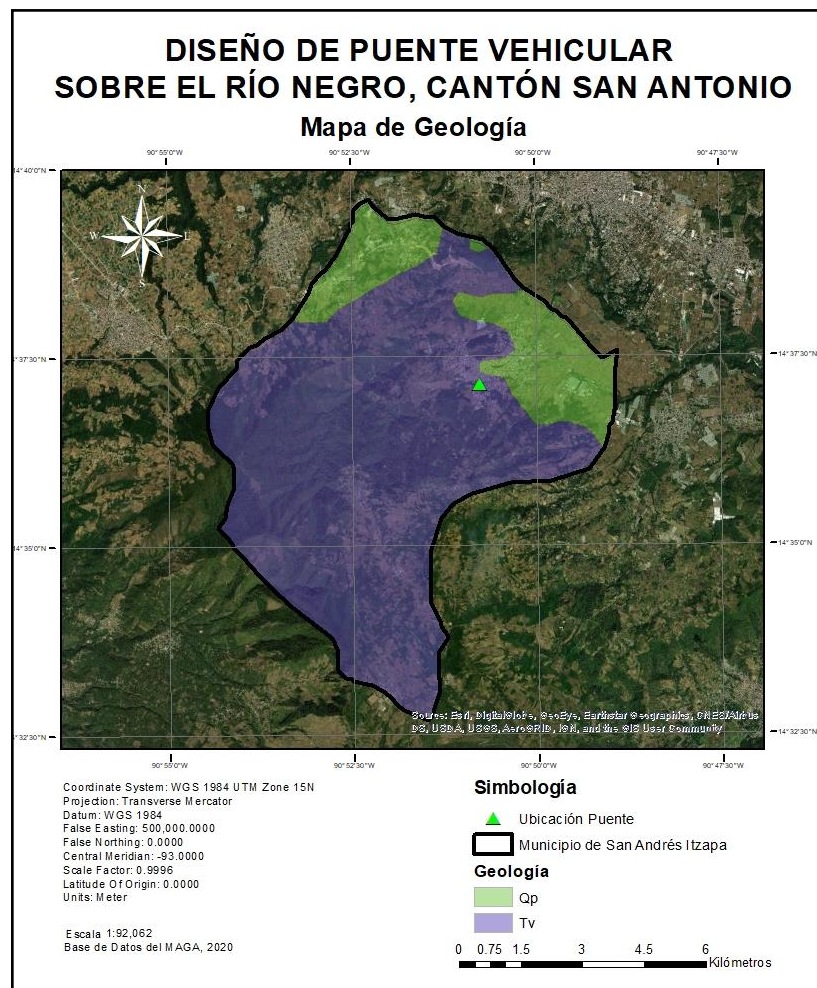 DISEÑO DE PUENTE VEHICULAR
SOBRE EL RÍO NEGRO, CANTÓN SAN ANTONIO
Mapa de Geología
90°55'0"W 90°52'30"W 90°50'0"W 90°47'30"W
14°40'0"N
N
W E
S
4°37'30"N 14°37'30"N
14°35'0"N 14°35'0"N
Source: Esri, DigitalGlobe, GeoEye, Earthstar Geographics, CNES/Airbus
DS, USDA, USGS, AeroGRID, IGN, and the GIS User Community
14°32'30"N
4°32'30"N
90°55'0"W 90°52'30"W 90°50'0"W 90°47'30"W
Coordinate System: WGS 1984 UTM Zone 15N
Projection: Transverse Mercator
Datum: WGS 1984
False Easting: 500,000.0000
False Northing: 0.0000
Central Meridian: -93.0000
Scale Factor: 0.9996
Latitude Of Origin: 0.0000
Units: Meter
Escala 1:92,062
Base de Datos del MAGA, 2020
Simbología
Ubicación Puente
Municipio de San Andrés Itzapa
Geología
Qp
Tv
0 0.75 1.5 3 4.5 6
Kilómetros